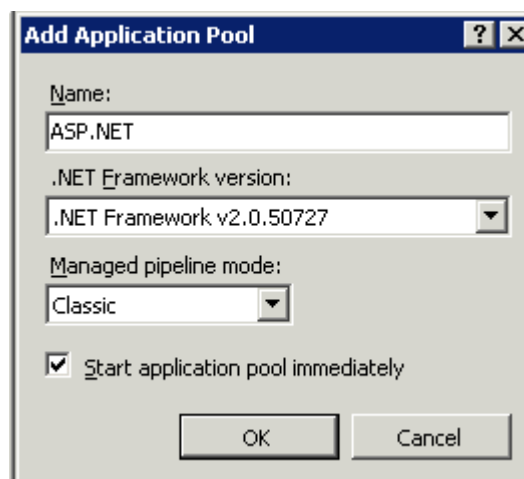 Add Application Pool
Name:
ASP.NET
.NET Framework version:
.NET Framework v2.0.50727
Managed pipeline mode:
Classic
Start application pool immediately
OK Cancel